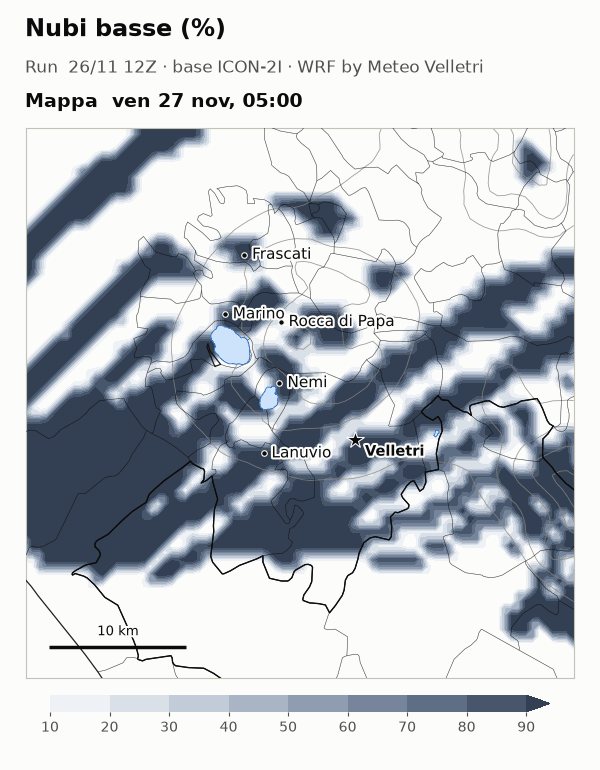 Nubi basse (%)
Run  26/11 12Z · base ICON-2I · WRF by Meteo Velletri
Mappa  ven 27 nov, 05:00
Frascati
Marino
Rocca di Papa
Nemi
Velletri
Lanuvio
10 km
10 20 30 40 50 60 70 80 90